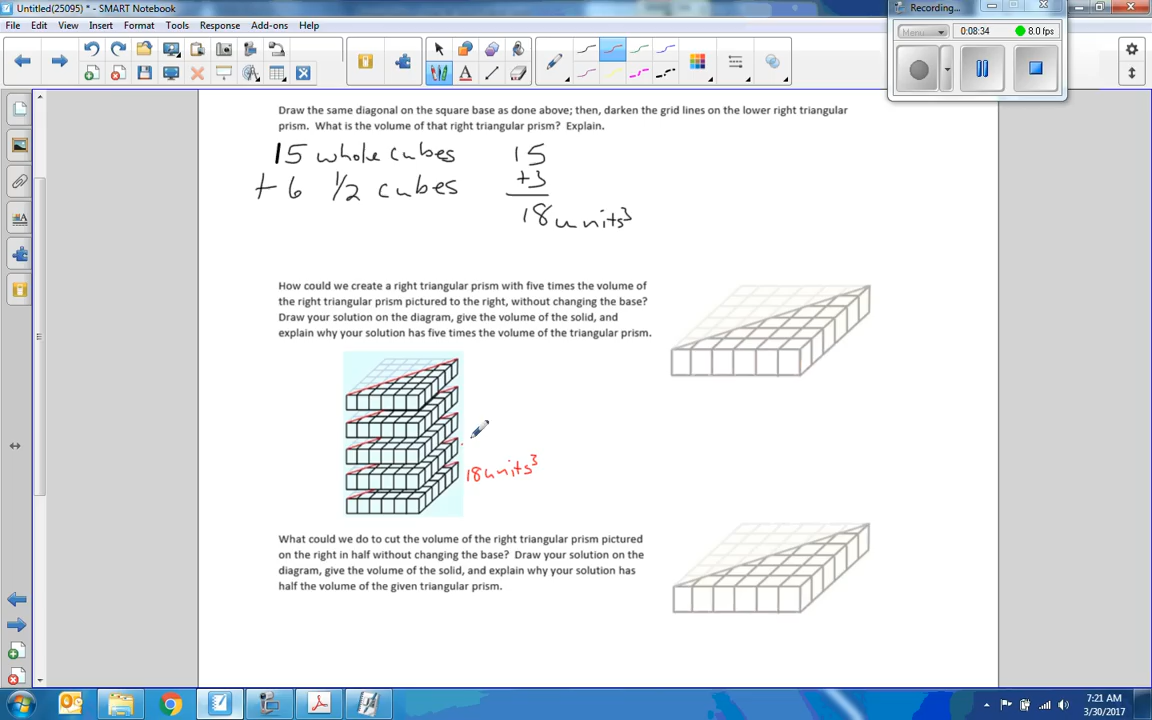 Untitled(25095) * - SMART Notebook
File Edit View Insert Format Tools Response Add-ons Help
Recording...
Menu 0:08:34 8.0 fps
Draw the same diagonal on the square base as done above; then, darken the grid lines on the lower right triangular
prism. What is the volume of that right triangular prism? Explain.
15 whole cubes 15
+ 6 1/2 cubes +3
18 units³
How could we create a right triangular prism with five times the volume of
the right triangular prism pictured to the right, without changing the base?
Draw your solution on the diagram, give the volume of the solid, and
explain why your solution has five times the volume of the triangular prism.
18 units³
What could we do to cut the volume of the right triangular prism pictured
on the right in half without changing the base? Draw your solution on the
diagram, give the volume of the solid, and explain why your solution has
half the volume of the given triangular prism.
7:21 AM
3/30/2017